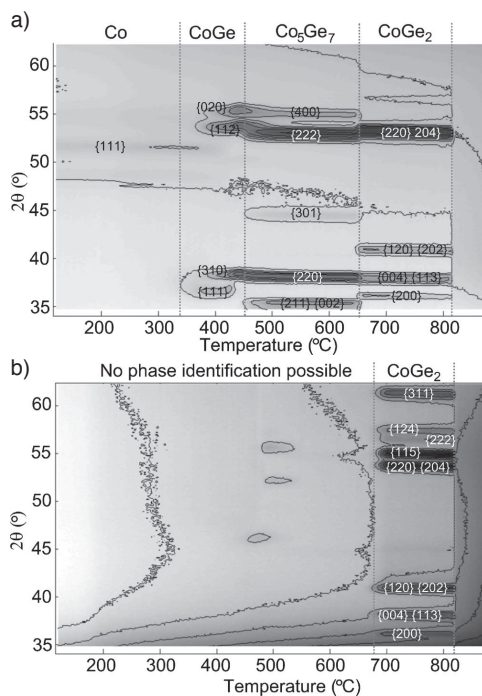 a)
Co CoGe Co5Ge7 CoGe2
60
55
50
45
40
35
2θ (º)
{020} {400}
{112} {222} {220} 204}
{111}
{301}
{120} {202}
{310} {220} {004} {113}
{111} {200}
{211} {002}
200 300 400 500 600 700 800
Temperature (ºC)
b)
No phase identification possible CoGe2
60
55
50
45
40
35
2θ (º)
{311}
{124}
{222}
{115}
{220} {204}
{120} {202}
{004} {113}
{200}
200 300 400 500 600 700 800
Temperature (ºC)